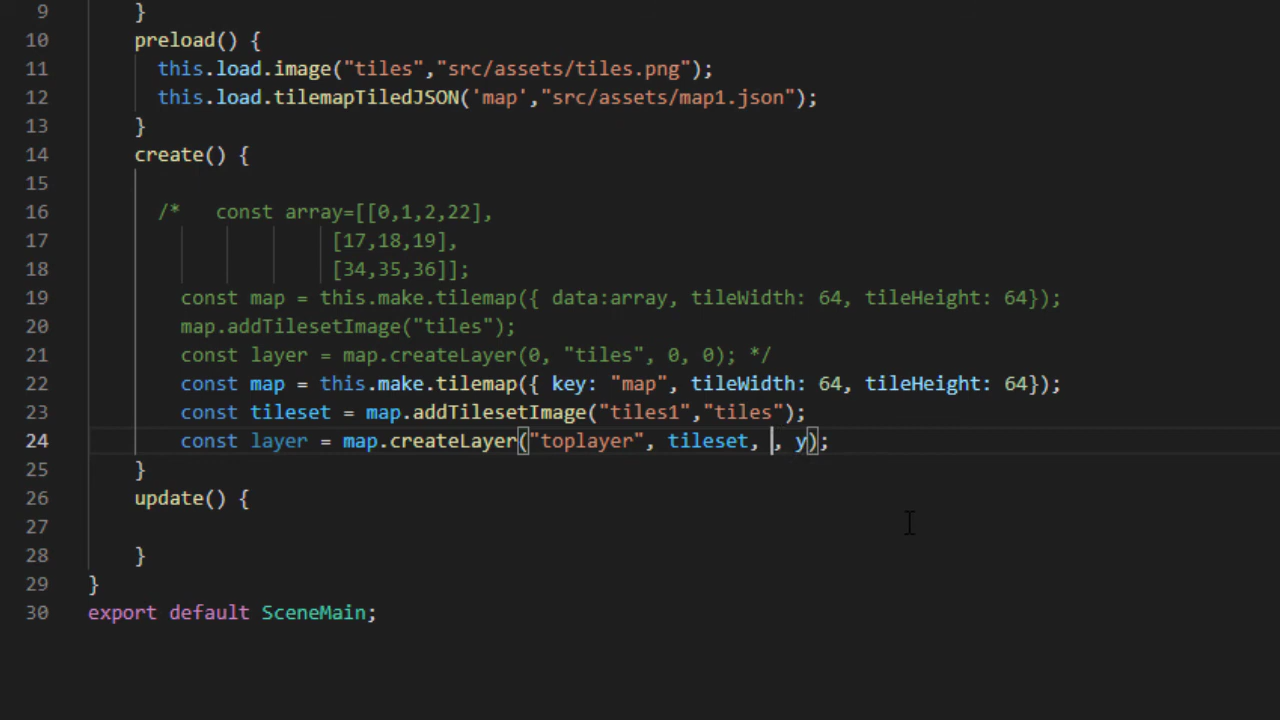 9 }
10 preload() {
11 this.load.image("tiles","src/assets/tiles.png");
12 this.load.tilemapTiledJSON('map',"src/assets/map1.json");
13 }
14 create() {
15
16 /* const array=[[0,1,2,22],
17 [17,18,19],
18 [34,35,36]];
19 const map = this.make.tilemap({ data:array, tileWidth: 64, tileHeight: 64});
20 map.addTilesetImage("tiles");
21 const layer = map.createLayer(0, "tiles", 0, 0); */
22 const map = this.make.tilemap({ key: "map", tileWidth: 64, tileHeight: 64});
23 const tileset = map.addTilesetImage("tiles1","tiles");
24 const layer = map.createLayer("toplayer", tileset, , y);
25 }
26 update() {
27
28 }
29 }
30 export default SceneMain;